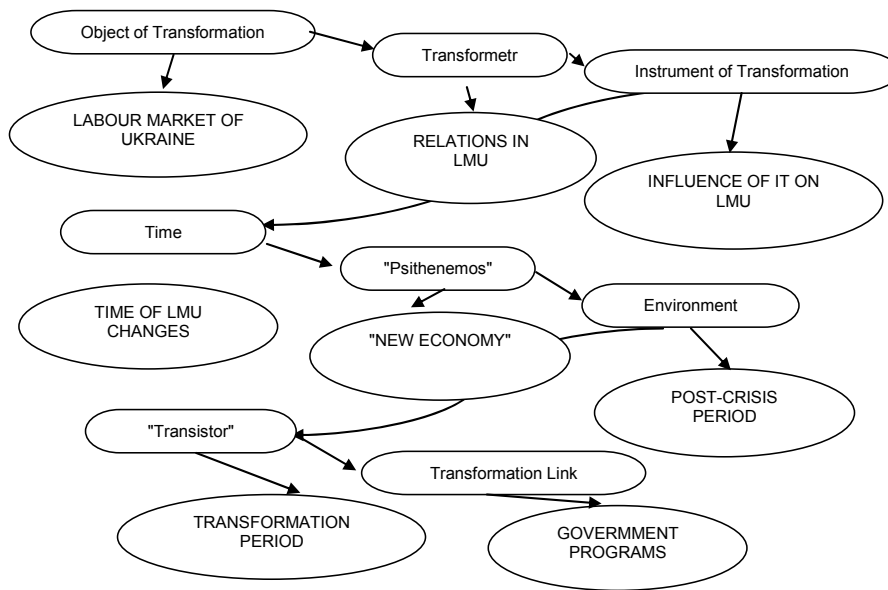 Object of Transformation
Transformetr
Instrument of Transformation
LABOUR MARKET OF
UKRAINE
RELATIONS IN
LMU
INFLUENCE OF IT ON
LMU
Time
"Psithenemos"
Environment
TIME OF LMU
CHANGES
"NEW ECONOMY"
POST-CRISIS
PERIOD
"Transistor"
Transformation Link
TRANSFORMATION
PERIOD
GOVERMMENT
PROGRAMS